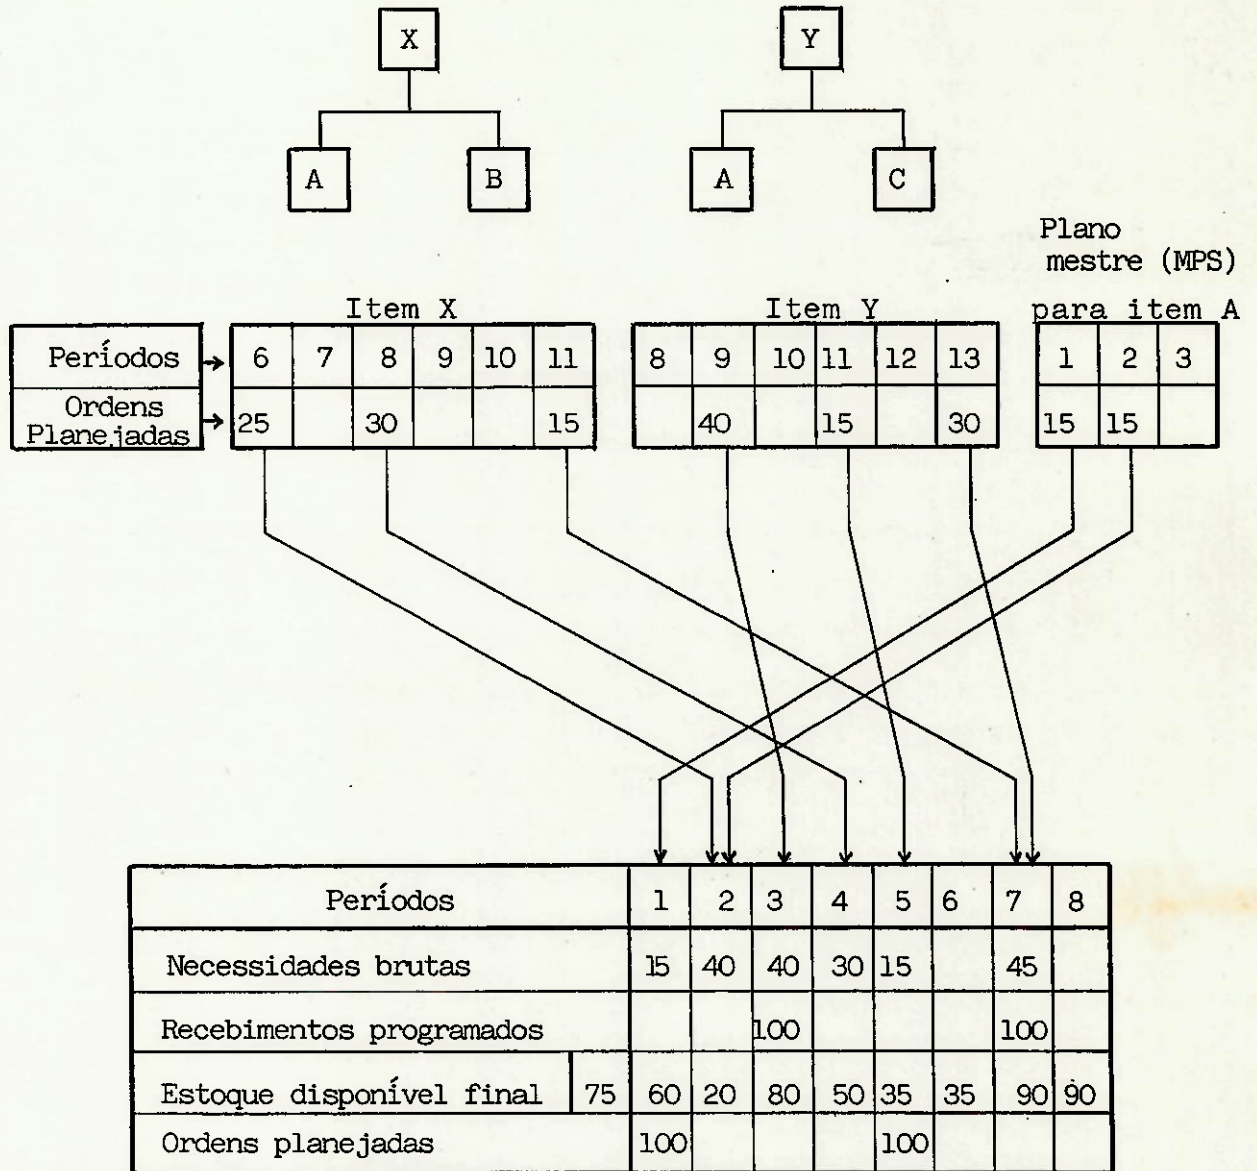 X Y
A B A C
Plano
mestre (MPS)
Item X Item Y para item A
Períodos 6 7 8 9 10 11 8 9 10 11 12 13 1 2 3
Ordens
Planejadas 25 30 15 40 15 30 15 15
Períodos 1 2 3 4 5 6 7 8
Necessidades brutas 15 40 40 30 15 45
Recebimentos programados 100 100
Estoque disponível final 75 60 20 80 50 35 35 90 90
Ordens planejadas 100 100